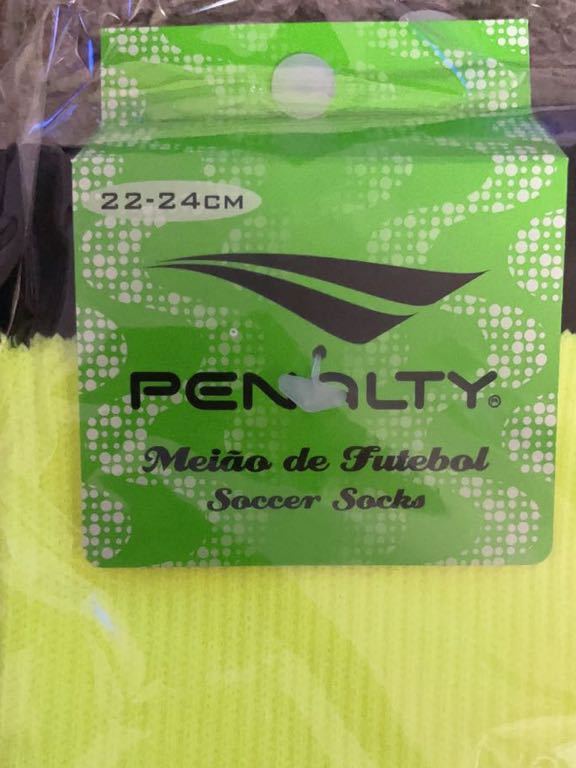 22-24CM
PENALTY®
Meião de Futebol
Soccer Socks